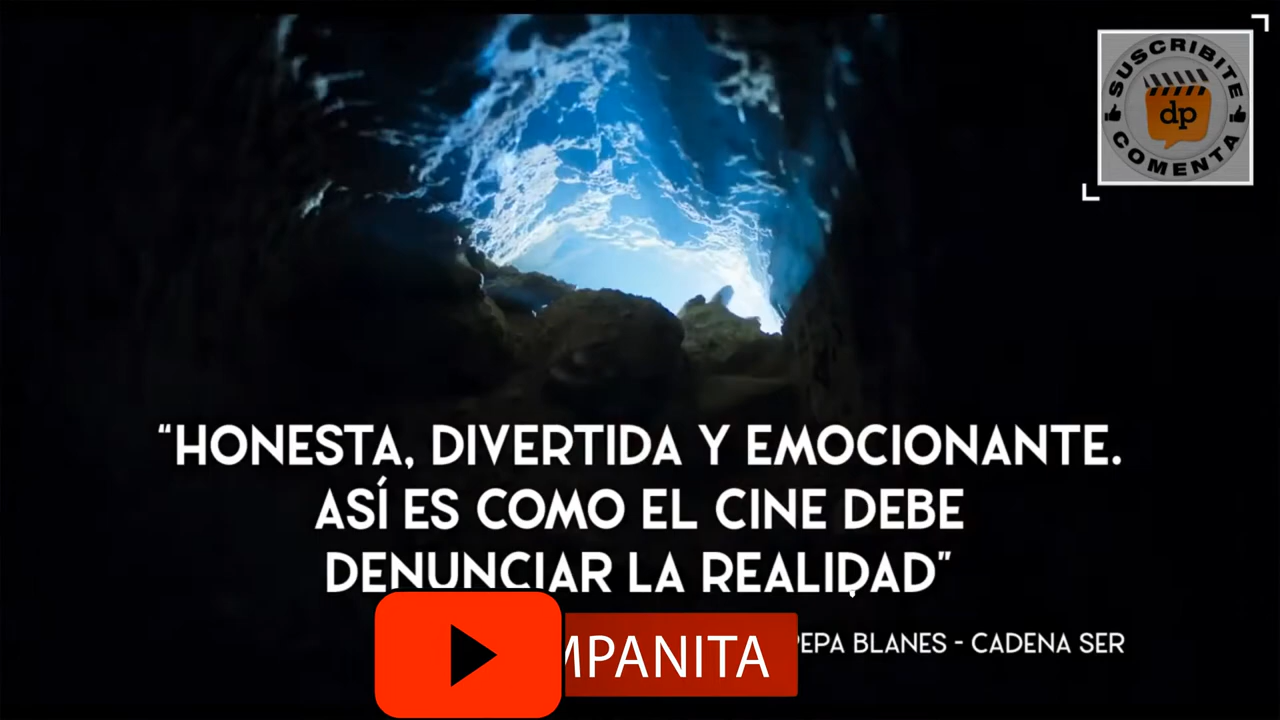 SUSCRIBITE
dp
COMENTA
“HONESTA, DIVERTIDA Y EMOCIONANTE.
ASÍ ES COMO EL CINE DEBE
DENUNCIAR LA REALIDAD”
PEPA BLANES - CADENA SER
MPANITA